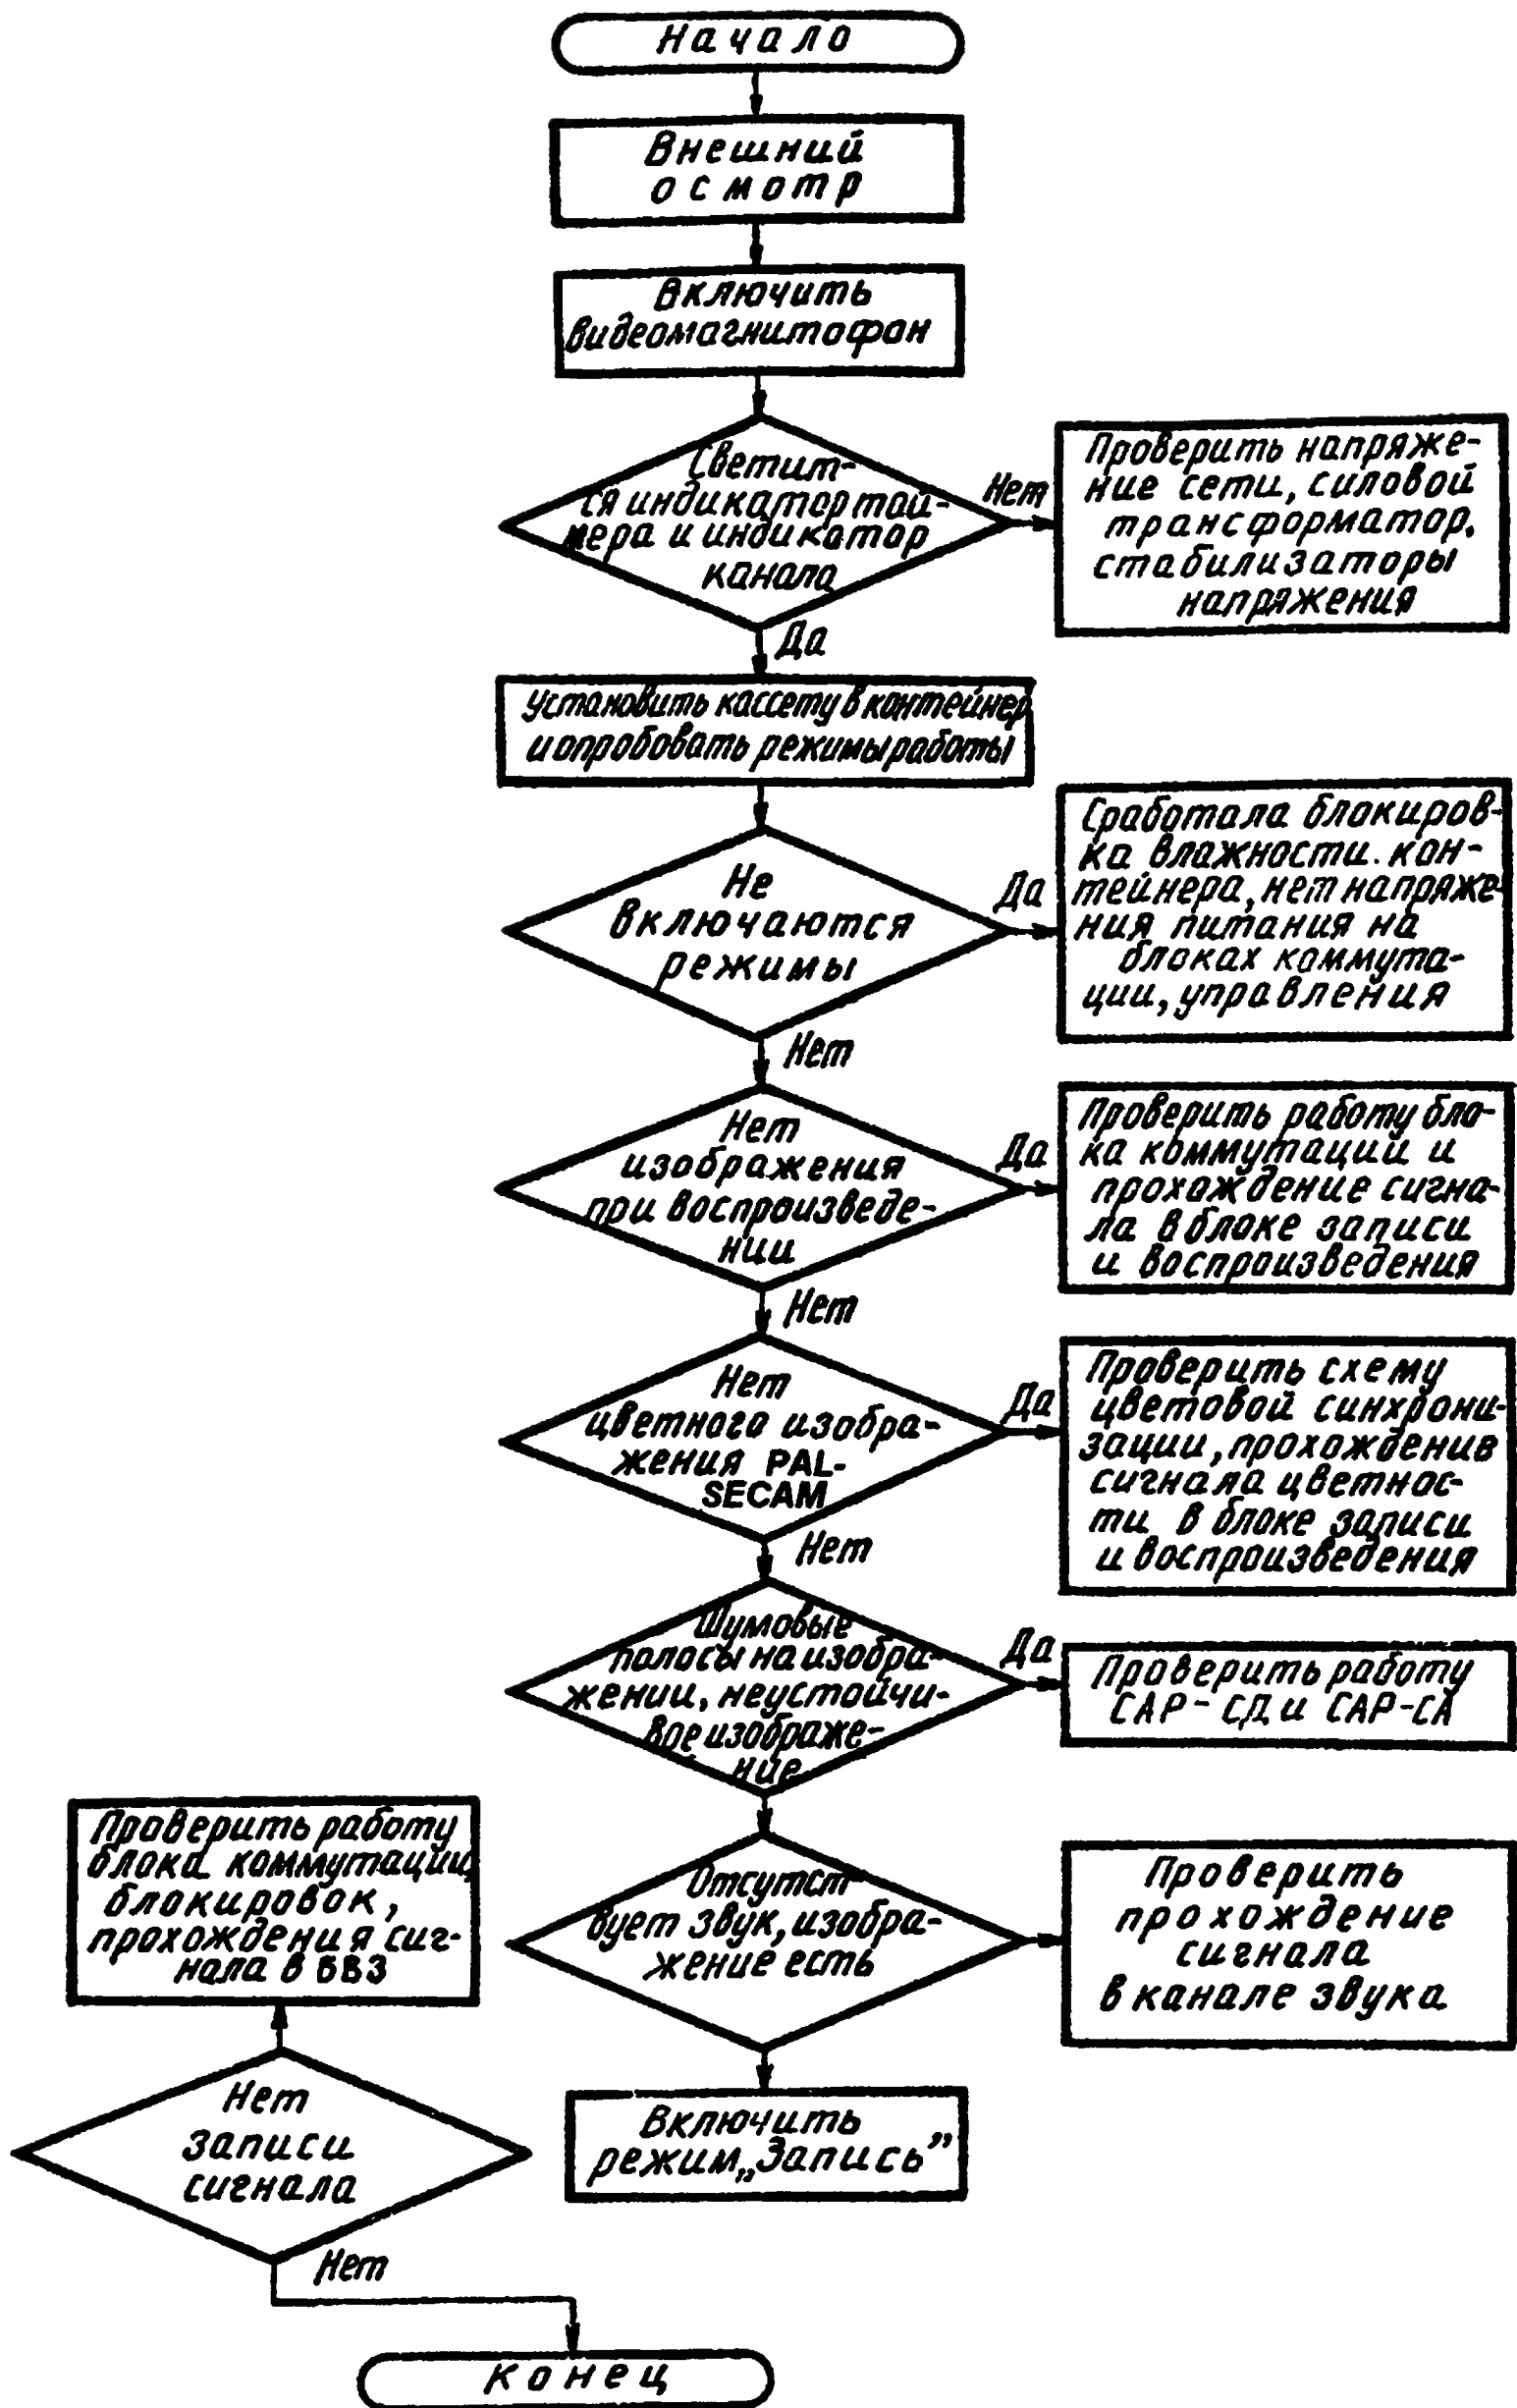 Начало
Внешний
осмотр
Включить
видеомагнитофон
Светит-
ся индикатор тай-
мера и индикатор
канала
Нет
Проверить напряже-
ние сети, силовой
трансформатор,
стабилизаторы
напряжения
Да
Установить кассету в контейнер
и опробовать режимы работы
Не
включаются
режимы
Да
Сработала блокиров-
ка влажности. кон-
тейнера, нет напряже-
ния питания на
блоках коммута-
ции, управления
Нет
Нет
изображения
при воспроизведе-
нии
Да
Проверить работу бло-
ка коммутации и
прохождение сигна-
ла в блоке записи
и воспроизведения
Нет
Нет
цветного изобра-
жения PAL-
SECAM
Да
Проверить схему
цветовой синхрони-
зации, прохождения
сигнала цветнос-
ти в блоке записи
и воспроизведения
Нет
Шумовые
полосы на изобра-
жении, неустойчи-
вое изображе-
ние
Да
Проверить работу
САР-СД и САР-СА
Отсутст
вует звук, изобра-
жение есть
Проверить
прохождение
сигнала
в канале звука
Включить
режим „Запись”
Проверить работу
блока коммутации,
блокировок,
прохождения сиг-
нала в БВЗ
Нет
записи
сигнала
Нет
Конец